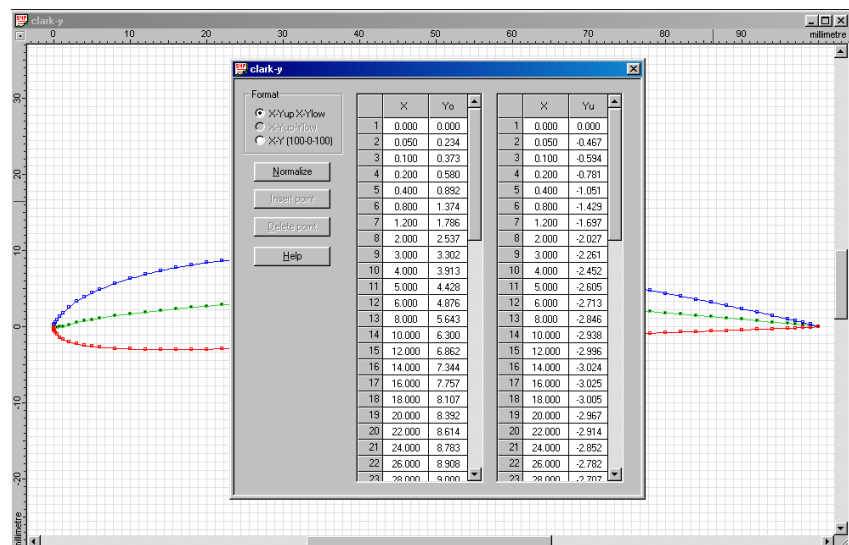 clark-y
0 10 20 30 40 50 60 70 80 90 millimetre
clark-y
Format
X-Yup X-Ylow
X-Yup-Ylow
X-Y (100-0-100)
Normalize
Insert point
Delete point
Help
X Yo
1 0.000 0.000
2 0.050 0.234
3 0.100 0.373
4 0.200 0.580
5 0.400 0.892
6 0.800 1.374
7 1.200 1.786
8 2.000 2.537
9 3.000 3.302
10 4.000 3.913
11 5.000 4.428
12 6.000 4.876
13 8.000 5.643
14 10.000 6.300
15 12.000 6.862
16 14.000 7.344
17 16.000 7.757
18 18.000 8.107
19 20.000 8.392
20 22.000 8.614
21 24.000 8.783
22 26.000 8.908
23 28.000 9.000
X Yu
1 0.000 0.000
2 0.050 -0.467
3 0.100 -0.594
4 0.200 -0.781
5 0.400 -1.051
6 0.800 -1.429
7 1.200 -1.697
8 2.000 -2.027
9 3.000 -2.261
10 4.000 -2.452
11 5.000 -2.605
12 6.000 -2.713
13 8.000 -2.846
14 10.000 -2.938
15 12.000 -2.996
16 14.000 -3.024
17 16.000 -3.025
18 18.000 -3.005
19 20.000 -2.967
20 22.000 -2.914
21 24.000 -2.852
22 26.000 -2.782
23 28.000 -2.707
30
20
10
0
-10
-20
millimetre